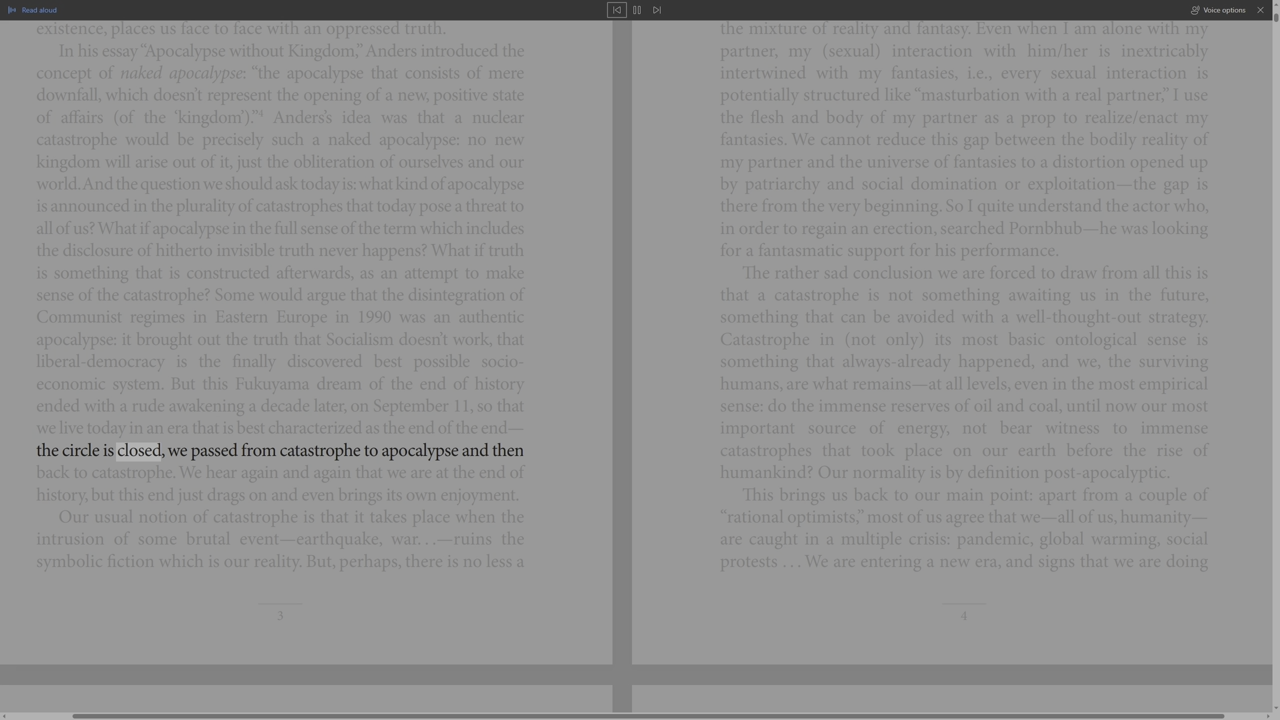 Read aloud
Voice options
existence, places us face to face with an oppressed truth.
In his essay “Apocalypse without Kingdom,” Anders introduced the
concept of naked apocalypse: “the apocalypse that consists of mere
downfall, which doesn’t represent the opening of a new, positive state
of affairs (of the ‘kingdom’).”4 Anders’s idea was that a nuclear
catastrophe would be precisely such a naked apocalypse: no new
kingdom will arise out of it, just the obliteration of ourselves and our
world. And the question we should ask today is: what kind of apocalypse
is announced in the plurality of catastrophes that today pose a threat to
all of us? What if apocalypse in the full sense of the term which includes
the disclosure of hitherto invisible truth never happens? What if truth
is something that is constructed afterwards, as an attempt to make
sense of the catastrophe? Some would argue that the disintegration of
Communist regimes in Eastern Europe in 1990 was an authentic
apocalypse: it brought out the truth that Socialism doesn’t work, that
liberal-democracy is the finally discovered best possible socio-
economic system. But this Fukuyama dream of the end of history
ended with a rude awakening a decade later, on September 11, so that
we live today in an era that is best characterized as the end of the end—
the circle is closed, we passed from catastrophe to apocalypse and then
back to catastrophe. We hear again and again that we are at the end of
history, but this end just drags on and even brings its own enjoyment.
Our usual notion of catastrophe is that it takes place when the
intrusion of some brutal event—earthquake, war. . .—ruins the
symbolic fiction which is our reality. But, perhaps, there is no less a
3
the mixture of reality and fantasy. Even when I am alone with my
partner, my (sexual) interaction with him/her is inextricably
intertwined with my fantasies, i.e., every sexual interaction is
potentially structured like “masturbation with a real partner,” I use
the flesh and body of my partner as a prop to realize/enact my
fantasies. We cannot reduce this gap between the bodily reality of
my partner and the universe of fantasies to a distortion opened up
by patriarchy and social domination or exploitation—the gap is
there from the very beginning. So I quite understand the actor who,
in order to regain an erection, searched Pornhub—he was looking
for a fantasmatic support for his performance.
The rather sad conclusion we are forced to draw from all this is
that a catastrophe is not something awaiting us in the future,
something that can be avoided with a well-thought-out strategy.
Catastrophe in (not only) its most basic ontological sense is
something that always-already happened, and we, the surviving
humans, are what remains—at all levels, even in the most empirical
sense: do the immense reserves of oil and coal, until now our most
important source of energy, not bear witness to immense
catastrophes that took place on our earth before the rise of
humankind? Our normality is by definition post-apocalyptic.
This brings us back to our main point: apart from a couple of
“rational optimists,” most of us agree that we—all of us, humanity—
are caught in a multiple crisis: pandemic, global warming, social
protests . . . We are entering a new era, and signs that we are doing
4